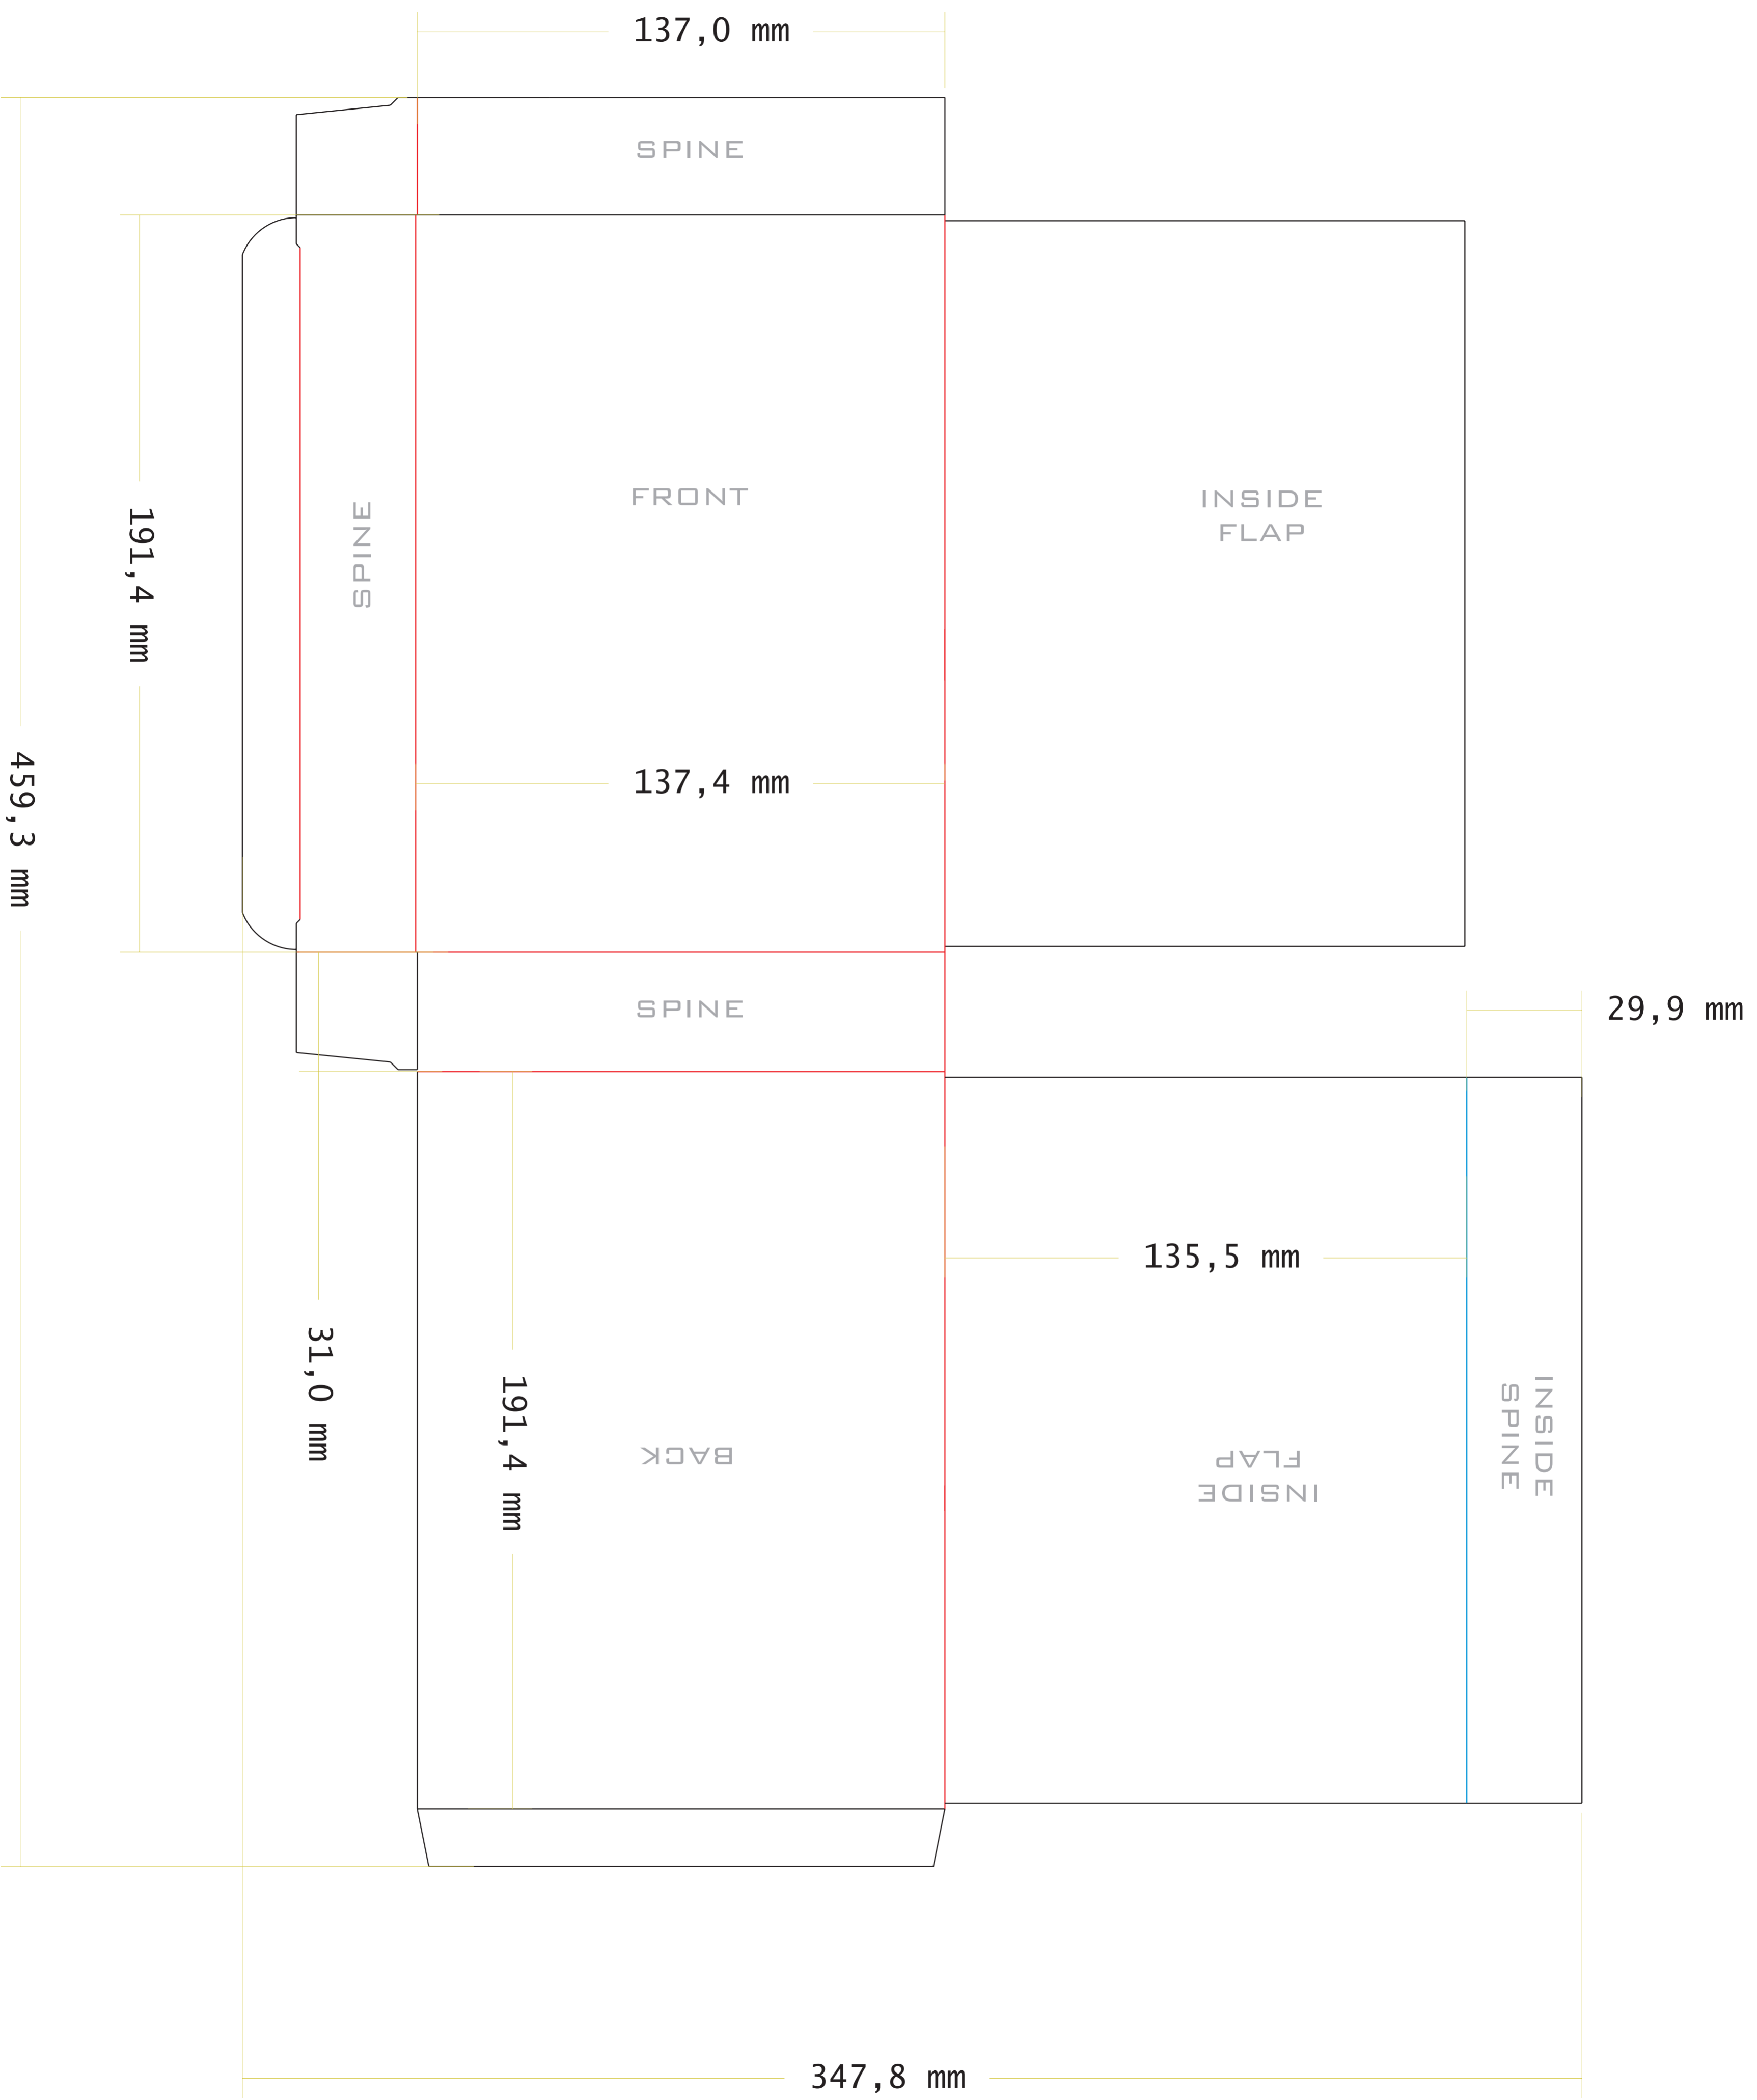 137,0 mm
SPINE
FRONT
INSIDE
FLAP
SPINE
191,4 mm
137,4 mm
459,3 mm
SPINE
29,9 mm
135,5 mm
31,0 mm
191,4 mm
BACK
INSIDE
FLAP
INSIDE
SPINE
347,8 mm